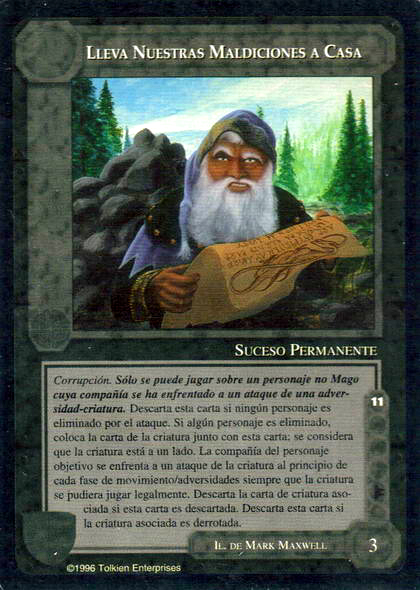 Lleva Nuestras Maldiciones a Casa
Suceso Permanente
Corrupción. Sólo se puede jugar sobre un personaje no Mago
cuya compañía se ha enfrentado a un ataque de una adver-
sidad-criatura. Descarta esta carta si ningún personaje es
eliminado por el ataque. Si algún personaje es eliminado,
coloca la carta de la criatura junto con esta carta; se considera
que la criatura está a un lado. La compañía del personaje
objetivo se enfrenta a un ataque de la criatura al principio de
cada fase de movimiento/adversidades siempre que la criatura
se pudiera jugar legalmente. Descarta la carta de criatura aso-
ciada si esta carta es descartada. Descarta esta carta si
la criatura asociada es derrotada.
11
Il. de Mark Maxwell
3
©1996 Tolkien Enterprises